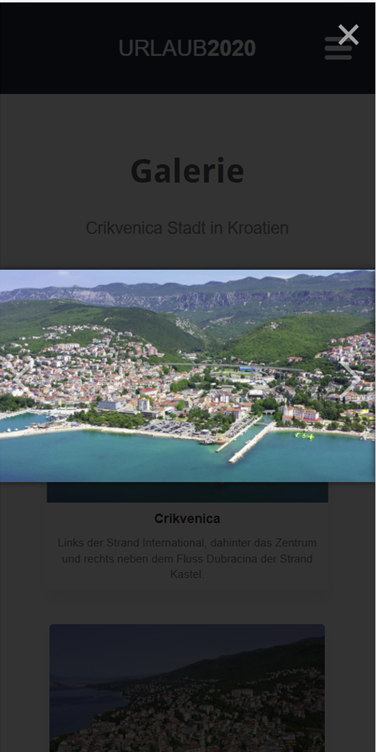 URLAUB2020
Galerie
Crikvenica Stadt in Kroatien
Crikvenica
Links der Strand International, dahinter das Zentrum
und rechts neben dem Fluss Dubracina der Strand
Kastel